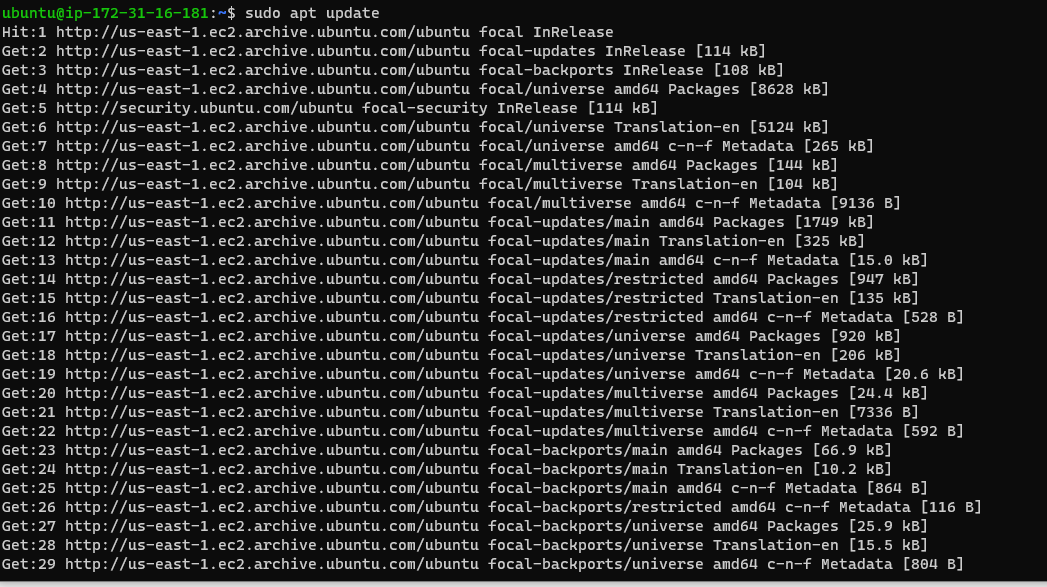 ubuntu@ip-172-31-16-181:~$ sudo apt update
Hit:1 http://us-east-1.ec2.archive.ubuntu.com/ubuntu focal InRelease
Get:2 http://us-east-1.ec2.archive.ubuntu.com/ubuntu focal-updates InRelease [114 kB]
Get:3 http://us-east-1.ec2.archive.ubuntu.com/ubuntu focal-backports InRelease [108 kB]
Get:4 http://us-east-1.ec2.archive.ubuntu.com/ubuntu focal/universe amd64 Packages [8628 kB]
Get:5 http://security.ubuntu.com/ubuntu focal-security InRelease [114 kB]
Get:6 http://us-east-1.ec2.archive.ubuntu.com/ubuntu focal/universe Translation-en [5124 kB]
Get:7 http://us-east-1.ec2.archive.ubuntu.com/ubuntu focal/universe amd64 c-n-f Metadata [265 kB]
Get:8 http://us-east-1.ec2.archive.ubuntu.com/ubuntu focal/multiverse amd64 Packages [144 kB]
Get:9 http://us-east-1.ec2.archive.ubuntu.com/ubuntu focal/multiverse Translation-en [104 kB]
Get:10 http://us-east-1.ec2.archive.ubuntu.com/ubuntu focal/multiverse amd64 c-n-f Metadata [9136 B]
Get:11 http://us-east-1.ec2.archive.ubuntu.com/ubuntu focal-updates/main amd64 Packages [1749 kB]
Get:12 http://us-east-1.ec2.archive.ubuntu.com/ubuntu focal-updates/main Translation-en [325 kB]
Get:13 http://us-east-1.ec2.archive.ubuntu.com/ubuntu focal-updates/main amd64 c-n-f Metadata [15.0 kB]
Get:14 http://us-east-1.ec2.archive.ubuntu.com/ubuntu focal-updates/restricted amd64 Packages [947 kB]
Get:15 http://us-east-1.ec2.archive.ubuntu.com/ubuntu focal-updates/restricted Translation-en [135 kB]
Get:16 http://us-east-1.ec2.archive.ubuntu.com/ubuntu focal-updates/restricted amd64 c-n-f Metadata [528 B]
Get:17 http://us-east-1.ec2.archive.ubuntu.com/ubuntu focal-updates/universe amd64 Packages [920 kB]
Get:18 http://us-east-1.ec2.archive.ubuntu.com/ubuntu focal-updates/universe Translation-en [206 kB]
Get:19 http://us-east-1.ec2.archive.ubuntu.com/ubuntu focal-updates/universe amd64 c-n-f Metadata [20.6 kB]
Get:20 http://us-east-1.ec2.archive.ubuntu.com/ubuntu focal-updates/multiverse amd64 Packages [24.4 kB]
Get:21 http://us-east-1.ec2.archive.ubuntu.com/ubuntu focal-updates/multiverse Translation-en [7336 B]
Get:22 http://us-east-1.ec2.archive.ubuntu.com/ubuntu focal-updates/multiverse amd64 c-n-f Metadata [592 B]
Get:23 http://us-east-1.ec2.archive.ubuntu.com/ubuntu focal-backports/main amd64 Packages [66.9 kB]
Get:24 http://us-east-1.ec2.archive.ubuntu.com/ubuntu focal-backports/main Translation-en [10.2 kB]
Get:25 http://us-east-1.ec2.archive.ubuntu.com/ubuntu focal-backports/main amd64 c-n-f Metadata [864 B]
Get:26 http://us-east-1.ec2.archive.ubuntu.com/ubuntu focal-backports/restricted amd64 c-n-f Metadata [116 B]
Get:27 http://us-east-1.ec2.archive.ubuntu.com/ubuntu focal-backports/universe amd64 Packages [25.9 kB]
Get:28 http://us-east-1.ec2.archive.ubuntu.com/ubuntu focal-backports/universe Translation-en [15.5 kB]
Get:29 http://us-east-1.ec2.archive.ubuntu.com/ubuntu focal-backports/universe amd64 c-n-f Metadata [804 B]